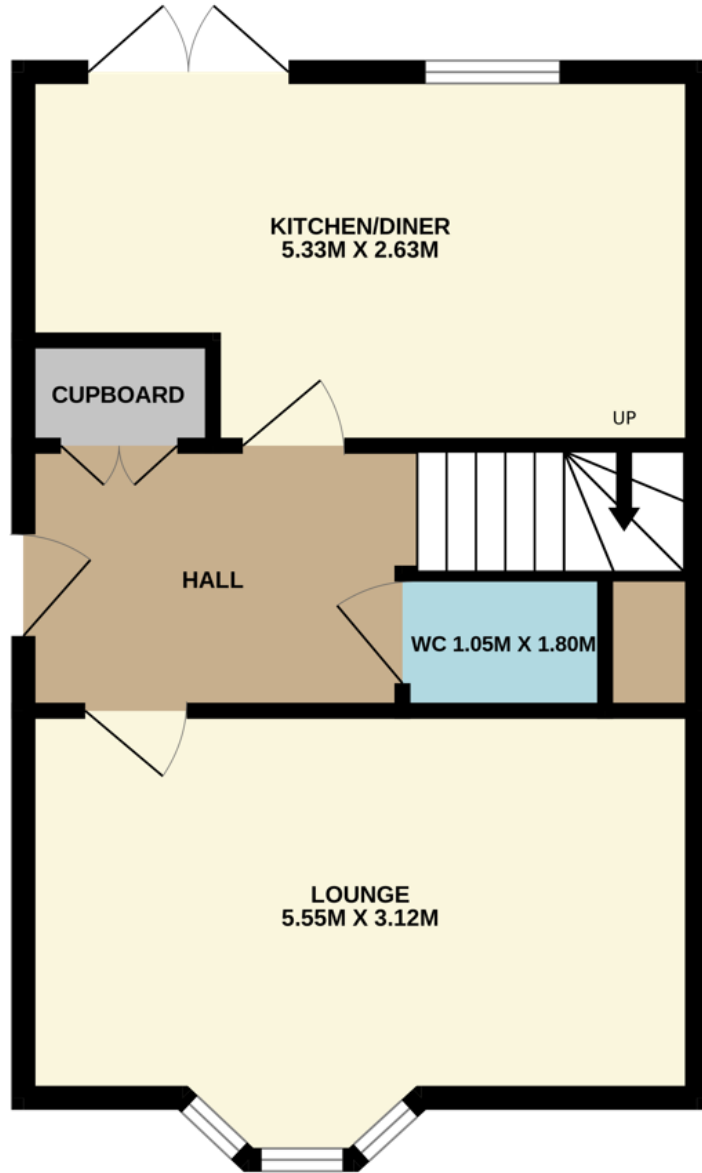 KITCHEN/DINER
5.33M X 2.63M
CUPBOARD
UP
HALL
WC 1.05M X 1.80M
LOUNGE
5.55M X 3.12M